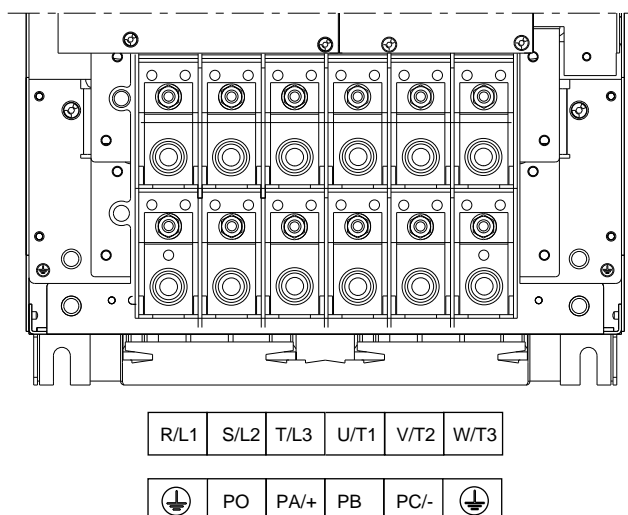 R/L1 S/L2 T/L3 U/T1 V/T2 W/T3
PO PA/+ PB PC/-